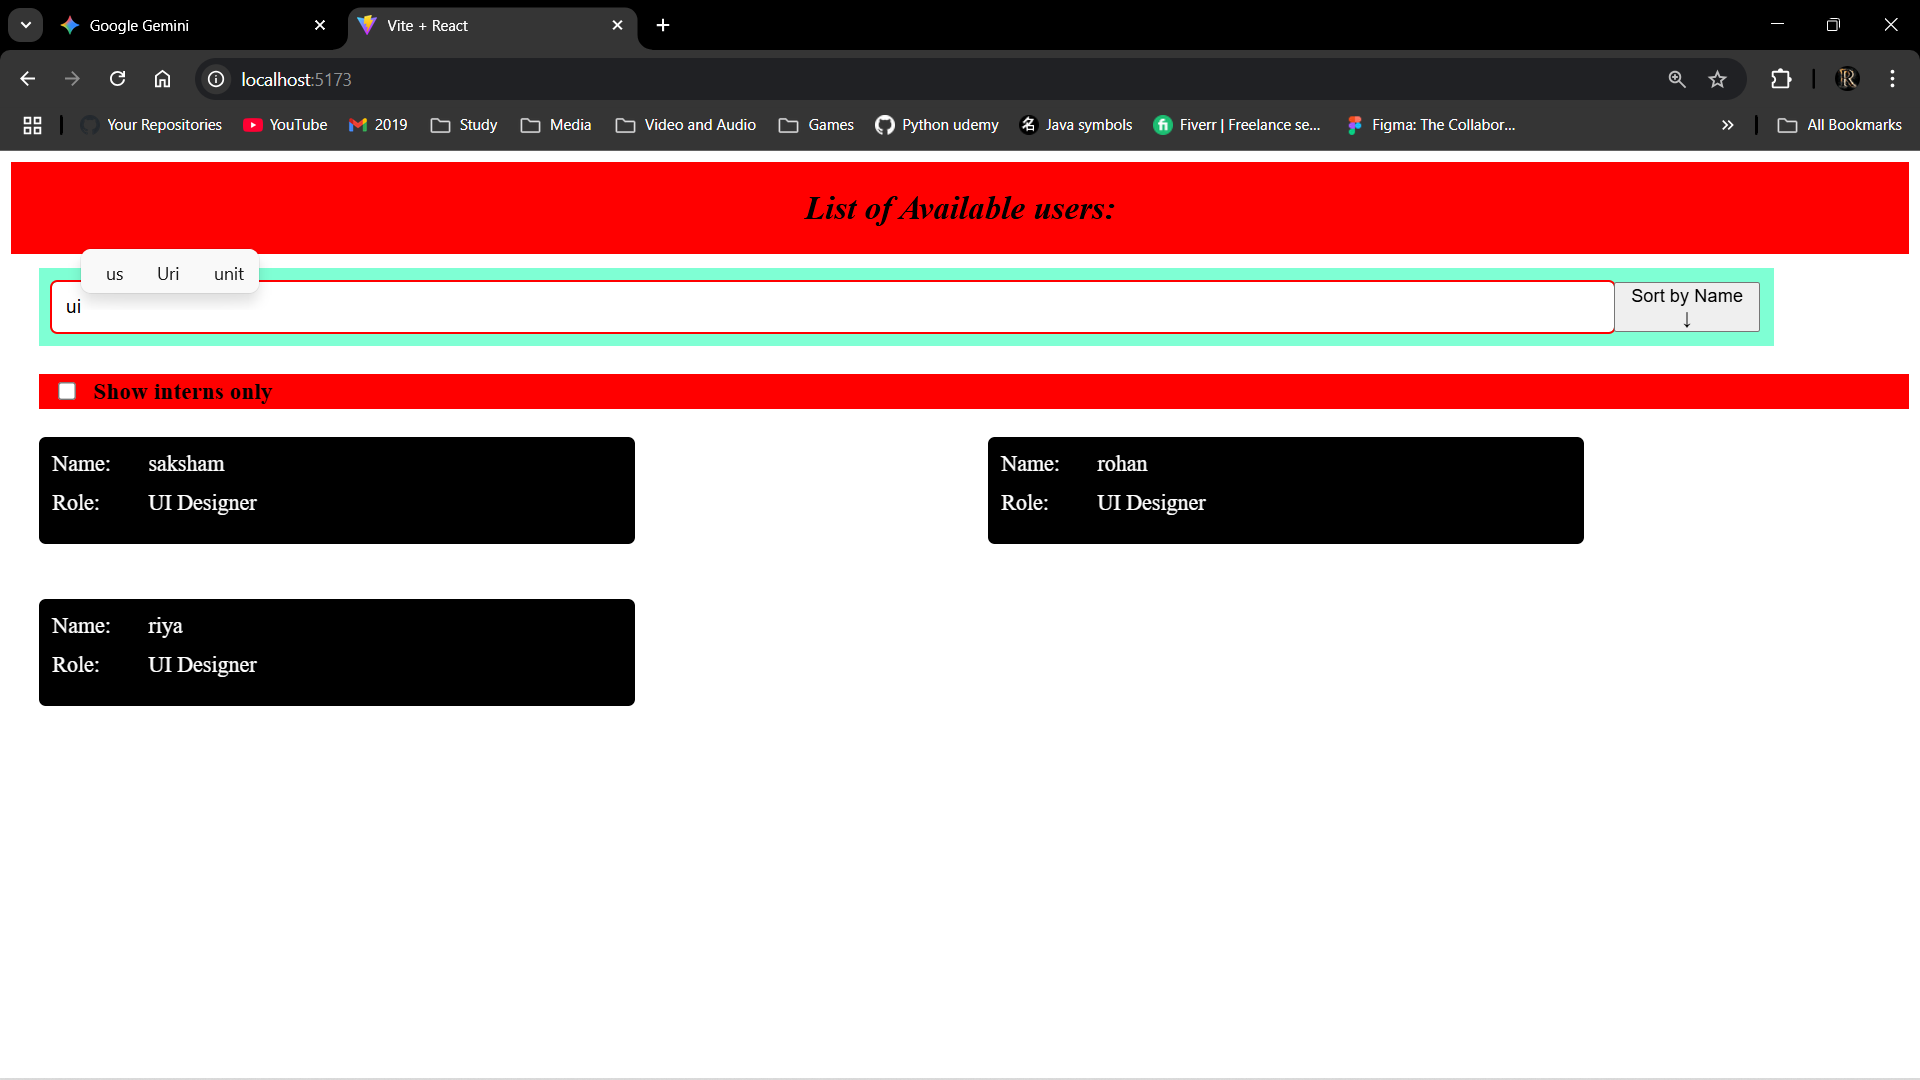 Google Gemini
Vite + React
localhost:5173
Your Repositories
YouTube
2019
Study
Media
Video and Audio
Games
Python udemy
名
Java symbols
fi
Fiverr | Freelance se...
Figma: The Collabor...
All Bookmarks
List of Available users:
us Uri unit
ui
Sort by Name
↓
Show interns only
Name: saksham
Role: UI Designer
Name: rohan
Role: UI Designer
Name: riya
Role: UI Designer